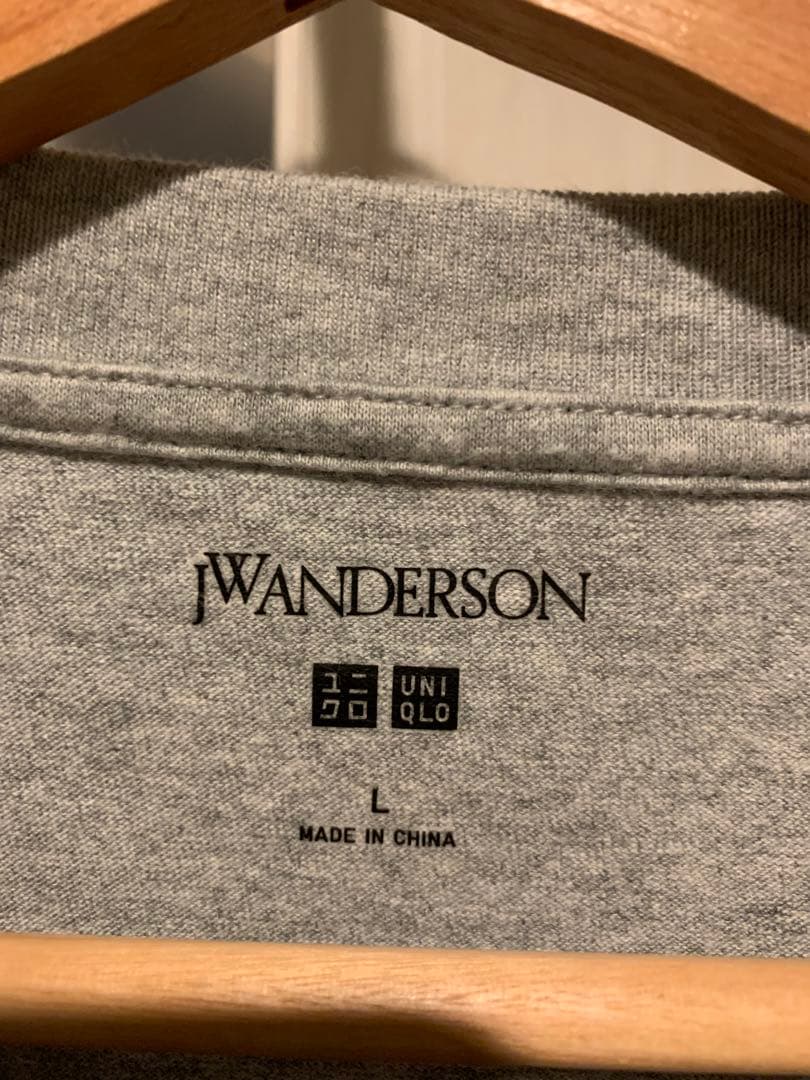 JWANDERSON
ユニ UNI
クロ QLO
L
MADE IN CHINA